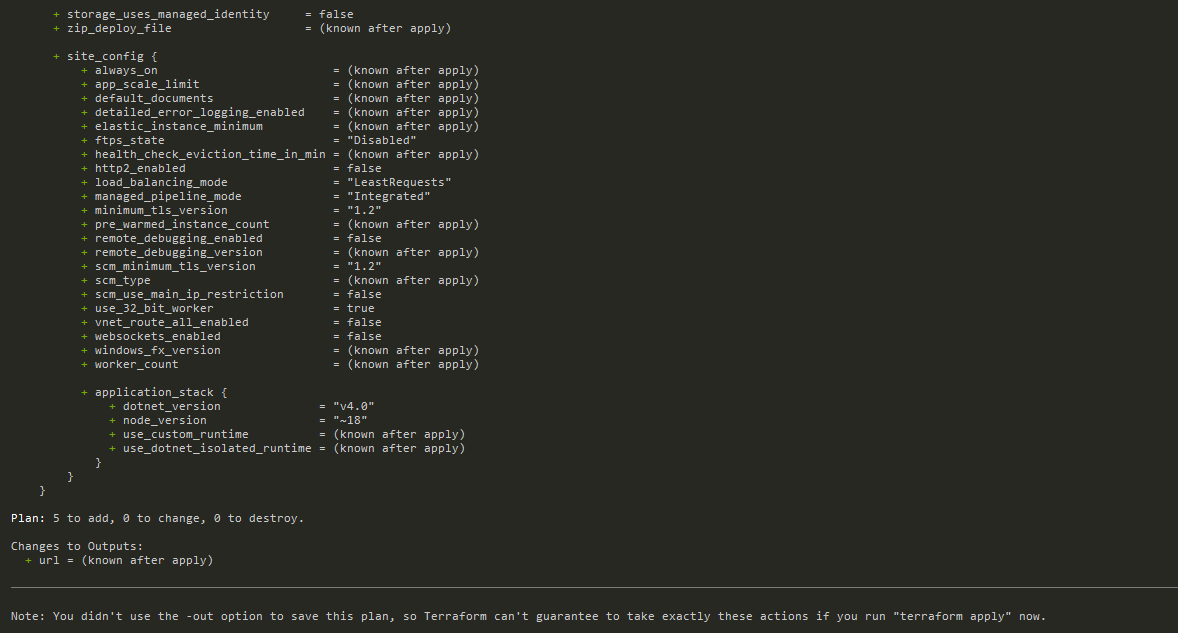 + storage_uses_managed_identity = false
+ zip_deploy_file = (known after apply)
+ site_config {
+ always_on = (known after apply)
+ app_scale_limit = (known after apply)
+ default_documents = (known after apply)
+ detailed_error_logging_enabled = (known after apply)
+ elastic_instance_minimum = (known after apply)
+ ftps_state = "Disabled"
+ health_check_eviction_time_in_min = (known after apply)
+ http2_enabled = false
+ load_balancing_mode = "LeastRequests"
+ managed_pipeline_mode = "Integrated"
+ minimum_tls_version = "1.2"
+ pre_warmed_instance_count = (known after apply)
+ remote_debugging_enabled = false
+ remote_debugging_version = (known after apply)
+ scm_minimum_tls_version = "1.2"
+ scm_type = (known after apply)
+ scm_use_main_ip_restriction = false
+ use_32_bit_worker = true
+ vnet_route_all_enabled = false
+ websockets_enabled = false
+ windows_fx_version = (known after apply)
+ worker_count = (known after apply)
+ application_stack {
+ dotnet_version = "v4.0"
+ node_version = "~18"
+ use_custom_runtime = (known after apply)
+ use_dotnet_isolated_runtime = (known after apply)
}
}
}
Plan: 5 to add, 0 to change, 0 to destroy.
Changes to Outputs:
+ url = (known after apply)
Note: You didn't use the -out option to save this plan, so Terraform can't guarantee to take exactly these actions if you run "terraform apply" now.